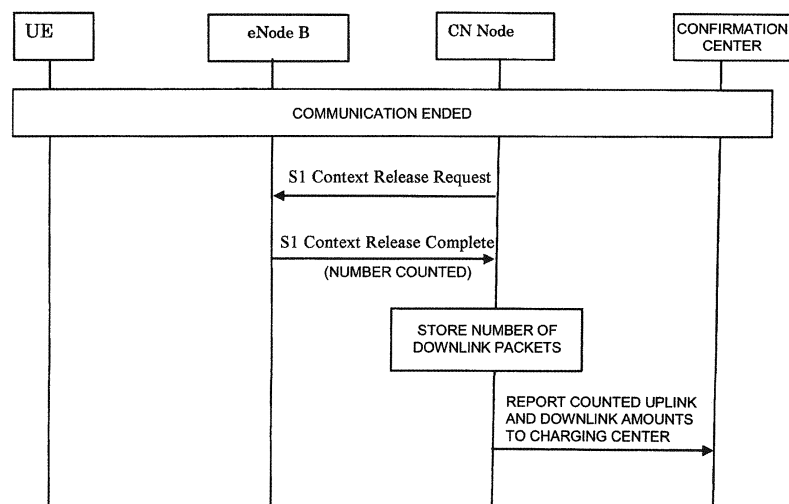 UE
eNode B
CN Node
CONFIRMATION
CENTER
COMMUNICATION ENDED
S1 Context Release Request
S1 Context Release Complete
(NUMBER COUNTED)
STORE NUMBER OF
DOWNLINK PACKETS
REPORT COUNTED UPLINK
AND DOWNLINK AMOUNTS
TO CHARGING CENTER